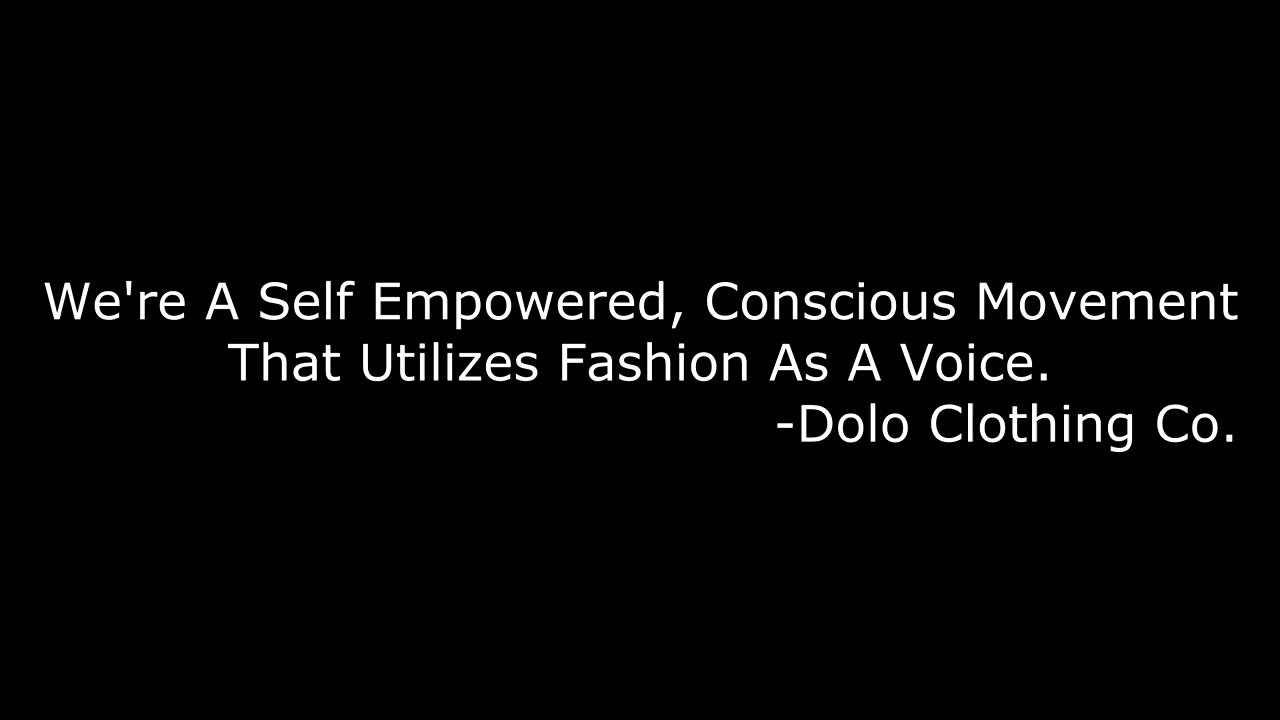 We're A Self Empowered, Conscious Movement
That Utilizes Fashion As A Voice.
-Dolo Clothing Co.